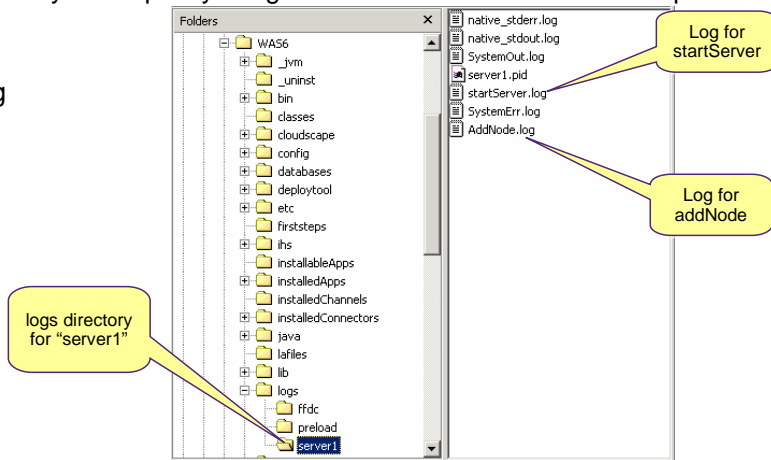 Folders
WAS6
_jvm
_uninst
bin
classes
cloudscape
config
databases
deploytool
etc
firststeps
ihs
installableApps
installedApps
installedChannels
installedConnectors
java
lafiles
lib
logs
ffdc
preload
server1
native_stderr.log
native_stdout.log
SystemOut.log
server1.pid
startServer.log
SystemErr.log
AddNode.log
Log for
startServer
Log for
addNode
logs directory
for “server1”